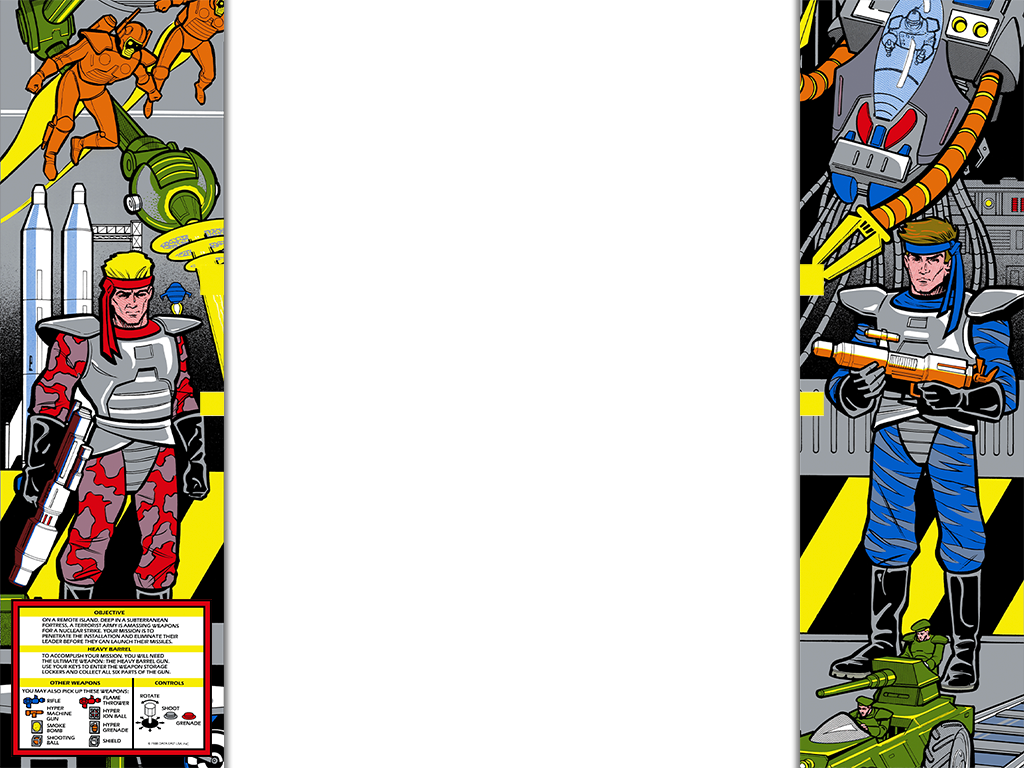 OBJECTIVE
ON A REMOTE ISLAND, DEEP IN A SUBTERRANEAN
FORTRESS, A TERRORIST ARMY IS AMASSING WEAPONS
FOR A NUCLEAR STRIKE. YOUR MISSION IS TO
PENETRATE THE INSTALLATION AND ELIMINATE THEIR
LEADER BEFORE THEY CAN LAUNCH THEIR MISSILES.
HEAVY BARREL
TO ACCOMPLISH YOUR MISSION, YOU WILL NEED
THE ULTIMATE WEAPON: THE HEAVY BARREL GUN.
USE YOUR KEYS TO ENTER THE WEAPON STORAGE
LOCKERS AND COLLECT ALL SIX PARTS OF THE GUN.
OTHER WEAPONS
YOU MAY ALSO PICK UP THESE WEAPONS:
RIFLE
FLAME
THROWER
HYPER
MACHINE
GUN
HYPER
ION BALL
SMOKE
BOMB
HYPER
GRENADE
SHOOTING
BALL
SHIELD
CONTROLS
ROTATE
SHOOT
GRENADE
© 1988 DATA EAST USA, INC.